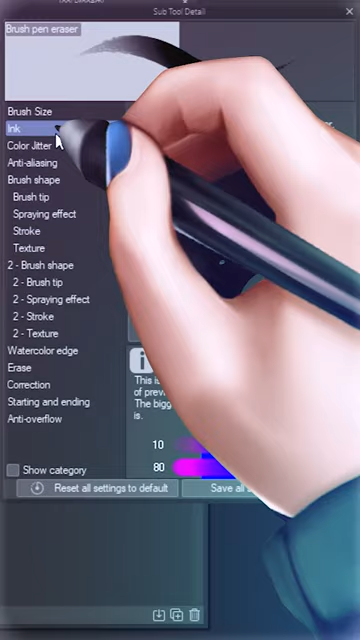 Sub Tool Detail
Brush pen eraser
Brush Size
Ink
Color Jitter
Anti-aliasing
Brush shape
Brush tip
Spraying effect
Stroke
Texture
2 - Brush shape
2 - Brush tip
2 - Spraying effect
2 - Stroke
2 - Texture
Watercolor edge
Erase
Correction
Starting and ending
Anti-overflow
This is
of prev
The bigg
is.
10
80
Show category
Reset all settings to default
Save all